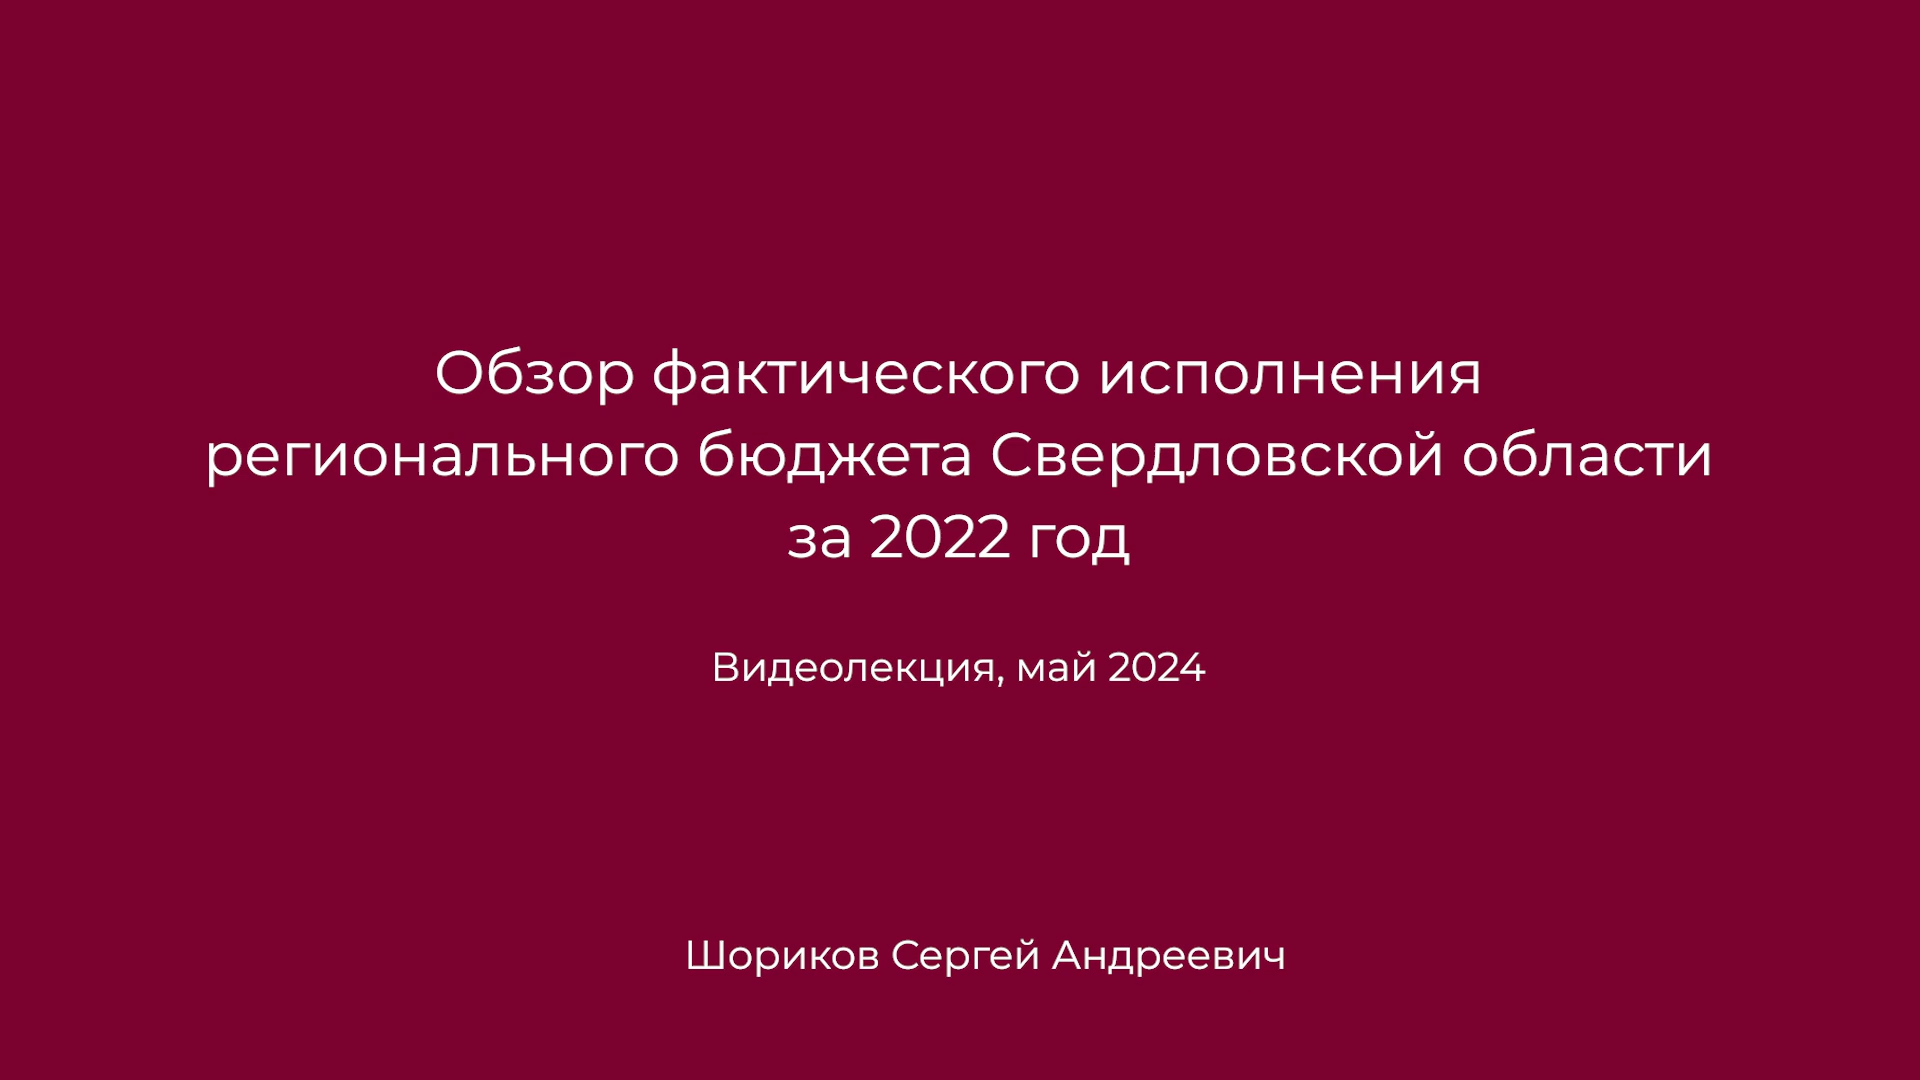 Обзор фактического исполнения
регионального бюджета Свердловской области
за 2022 год
Видеолекция, май 2024
Шориков Сергей Андреевич